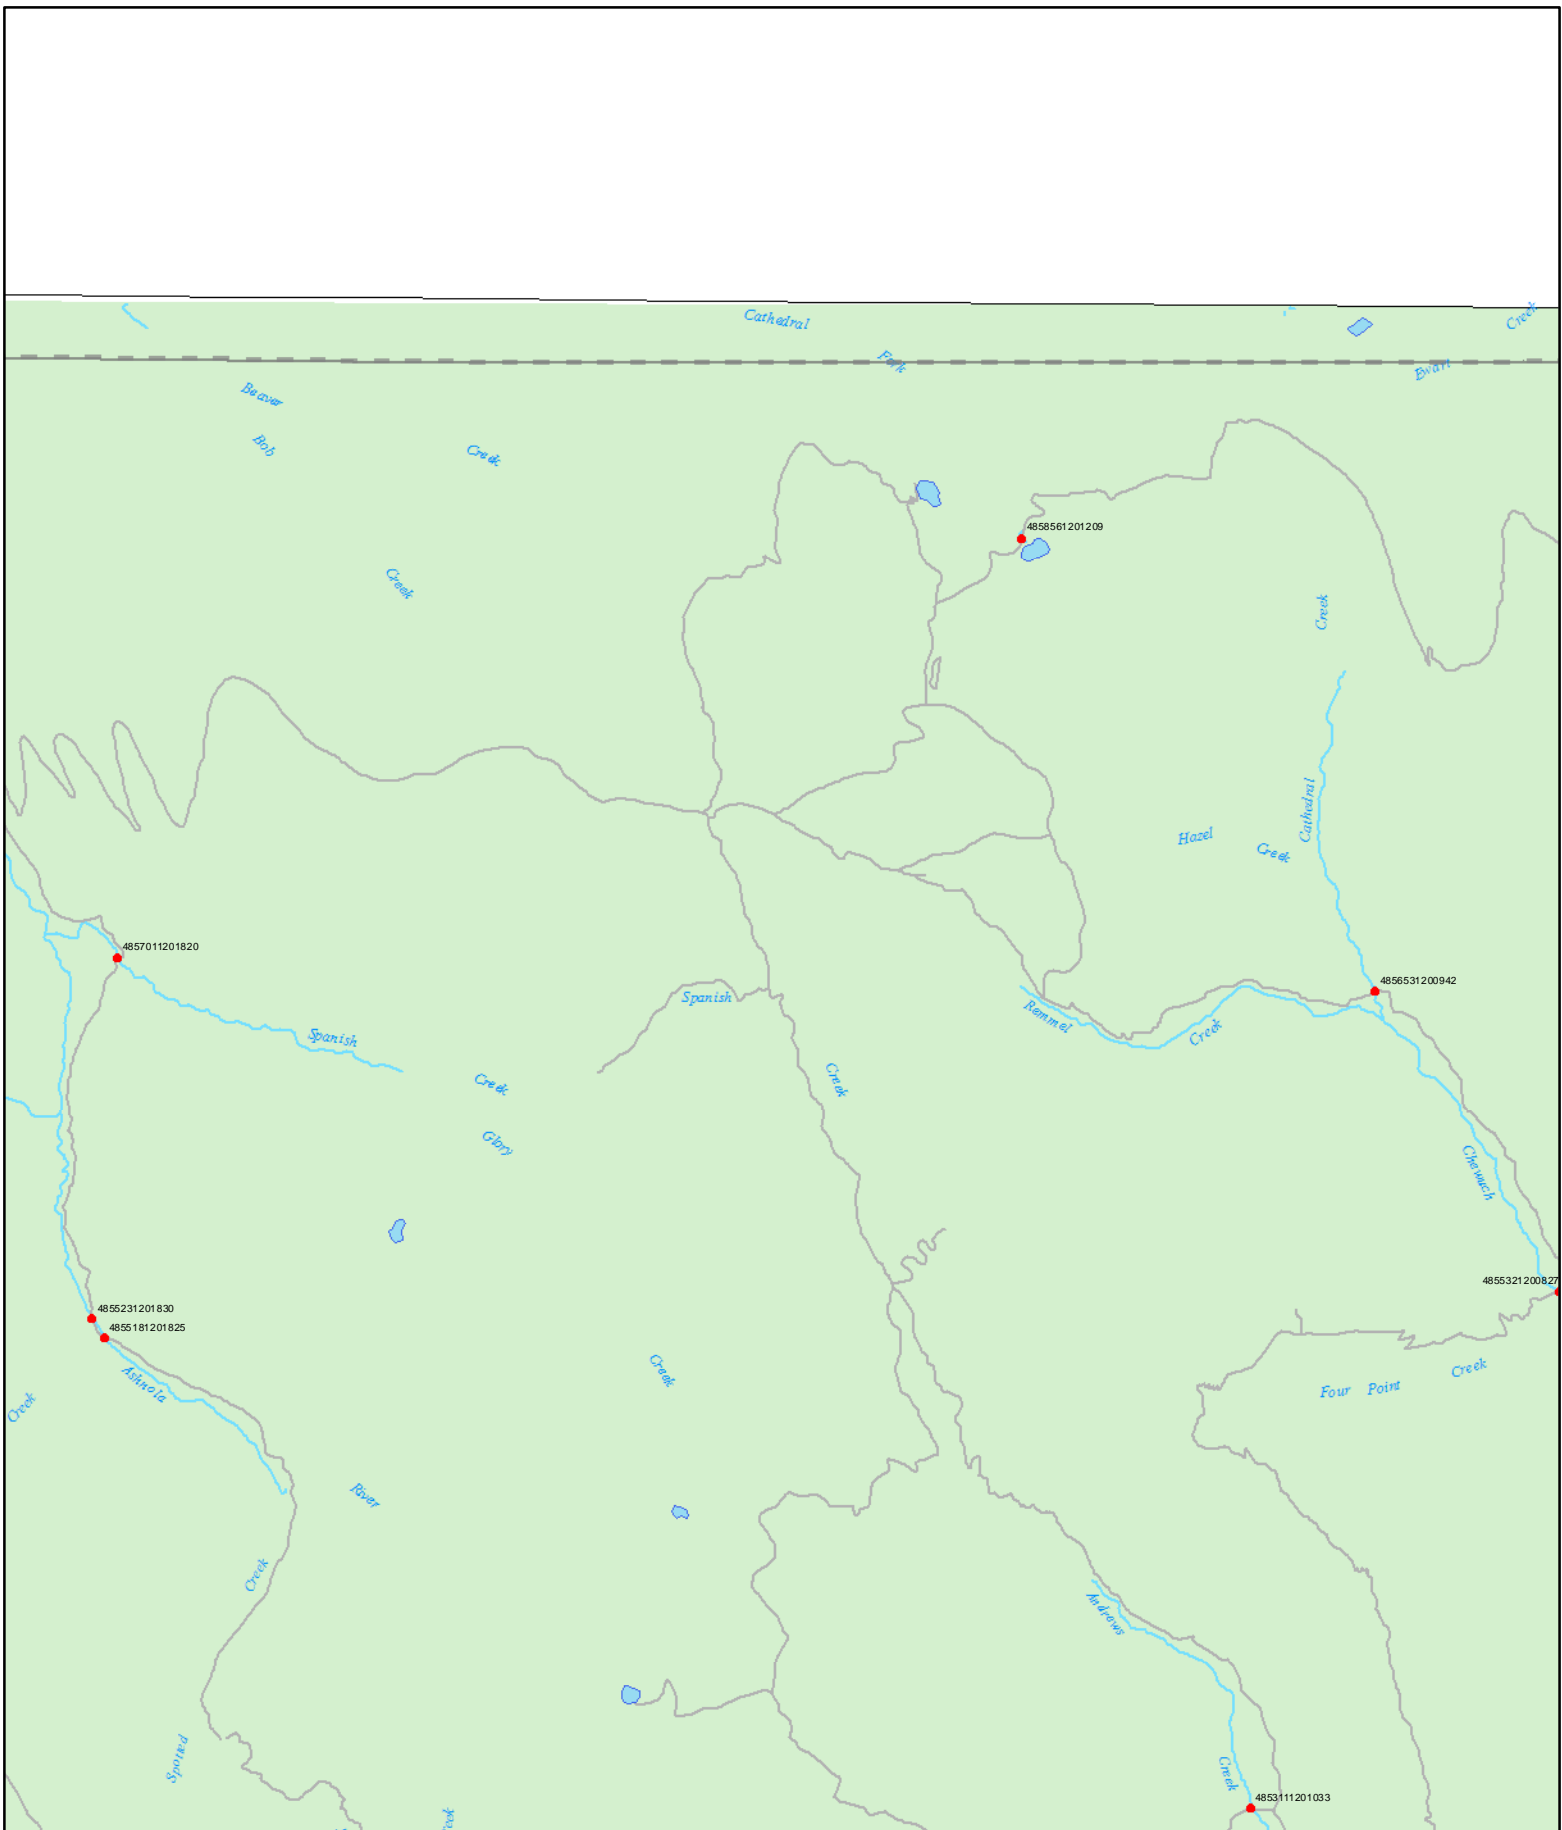 Cathedral
Creek
Fork
Ewart
Beaver
Bob
Creek
4858561201209
Creek
Creek
Cathedral
Hazel
Creek
4857011201820
4856531200942
Spanish
Remmel
Creek
Spanish
Creek
Creek
Glory
Chewuch
4855321200827
4855231201830
4855181201825
Ashnola
Creek
Creek
Four Point
Creek
River
Creek
Andrews
Spotted
Creek
4853111201033